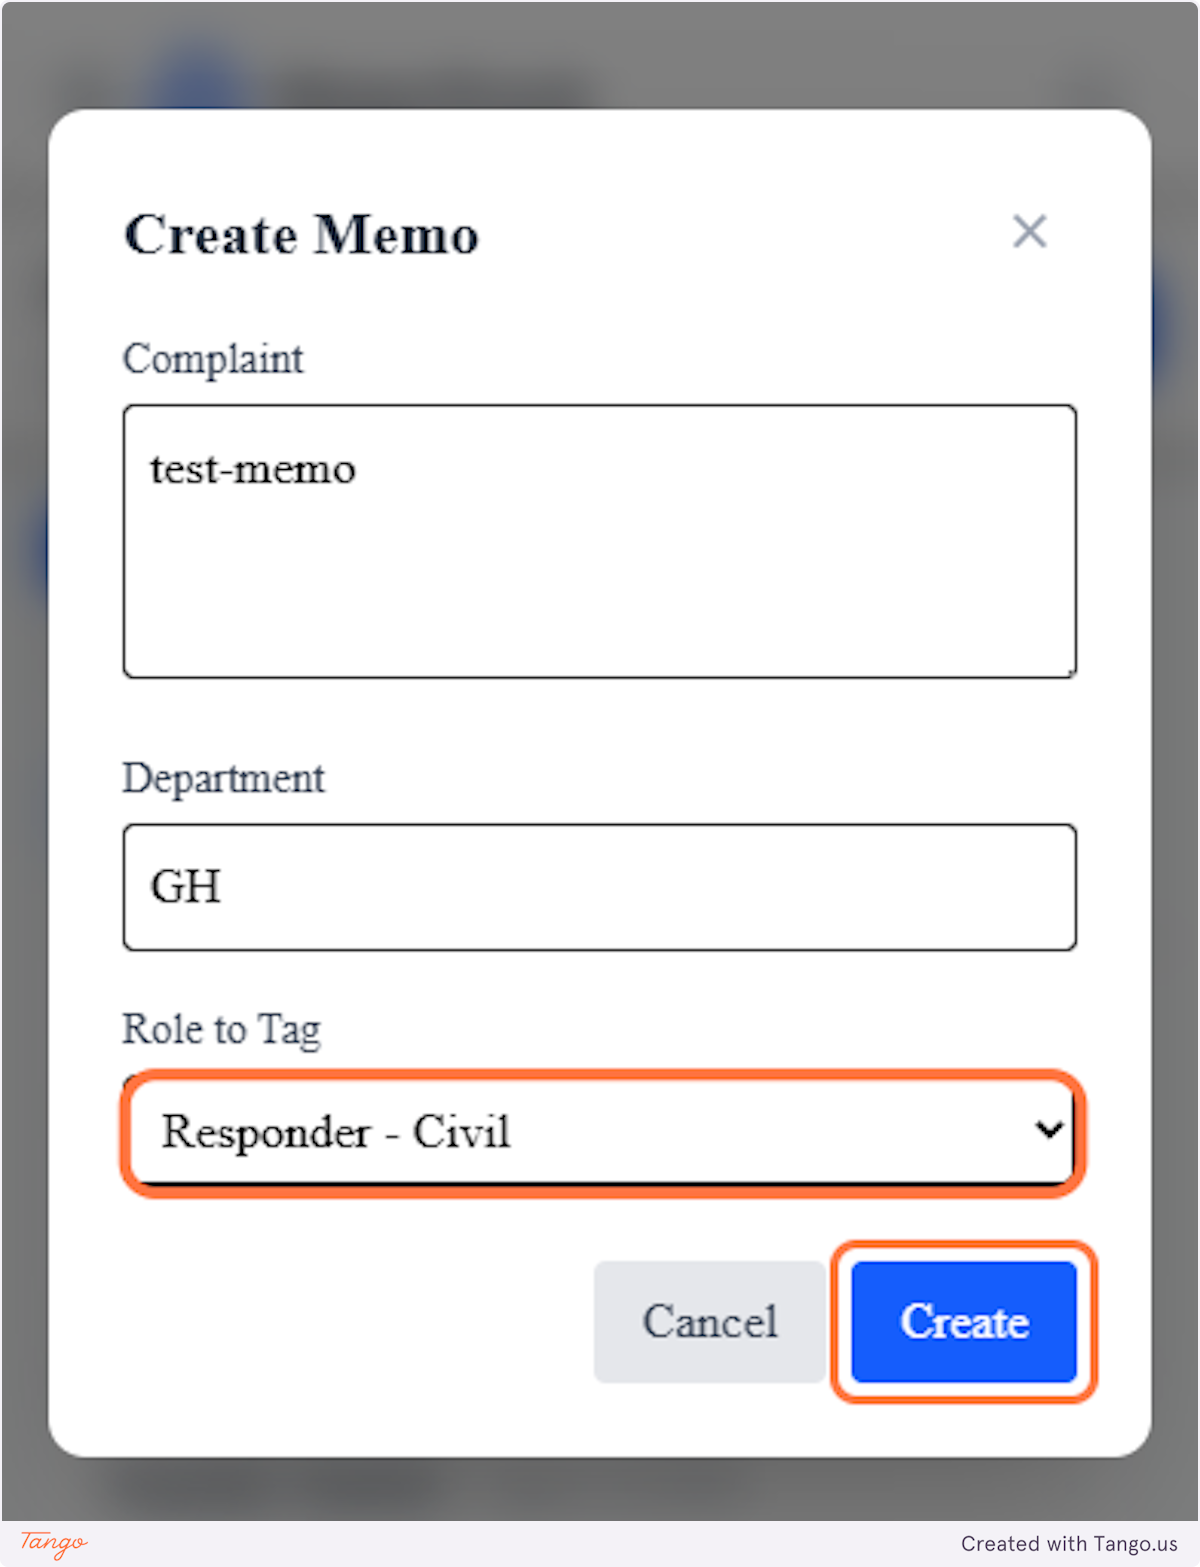 Create Memo
Complaint
test-memo
Department
GH
Role to Tag
Responder - Civil
Cancel
Create
Tango
Created with Tango.us